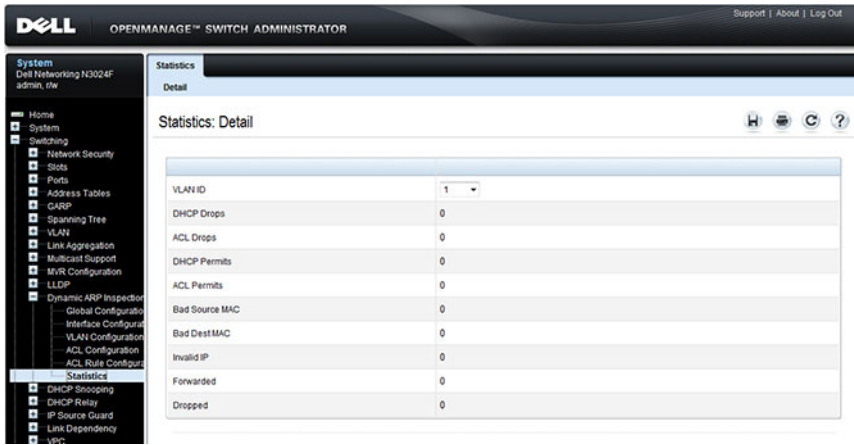 DELL
OPENMANAGE™ SWITCH ADMINISTRATOR
Support | About | Log Out
System
Dell Networking N3024F
admin, r/w
Home
System
Switching
Network Security
Slots
Ports
Address Tables
GARP
Spanning Tree
VLAN
Link Aggregation
Multicast Support
MVR Configuration
LLDP
Dynamic ARP Inspection
Global Configuratio
Interface Configurat
VLAN Configuration
ACL Configuration
ACL Rule Configura
Statistics
DHCP Snooping
DHCP Relay
IP Source Guard
Link Dependency
VPC
Statistics
Detail
Statistics: Detail
VLAN ID 1
DHCP Drops 0
ACL Drops 0
DHCP Permits 0
ACL Permits 0
Bad Source MAC 0
Bad Dest MAC 0
Invalid IP 0
Forwarded 0
Dropped 0